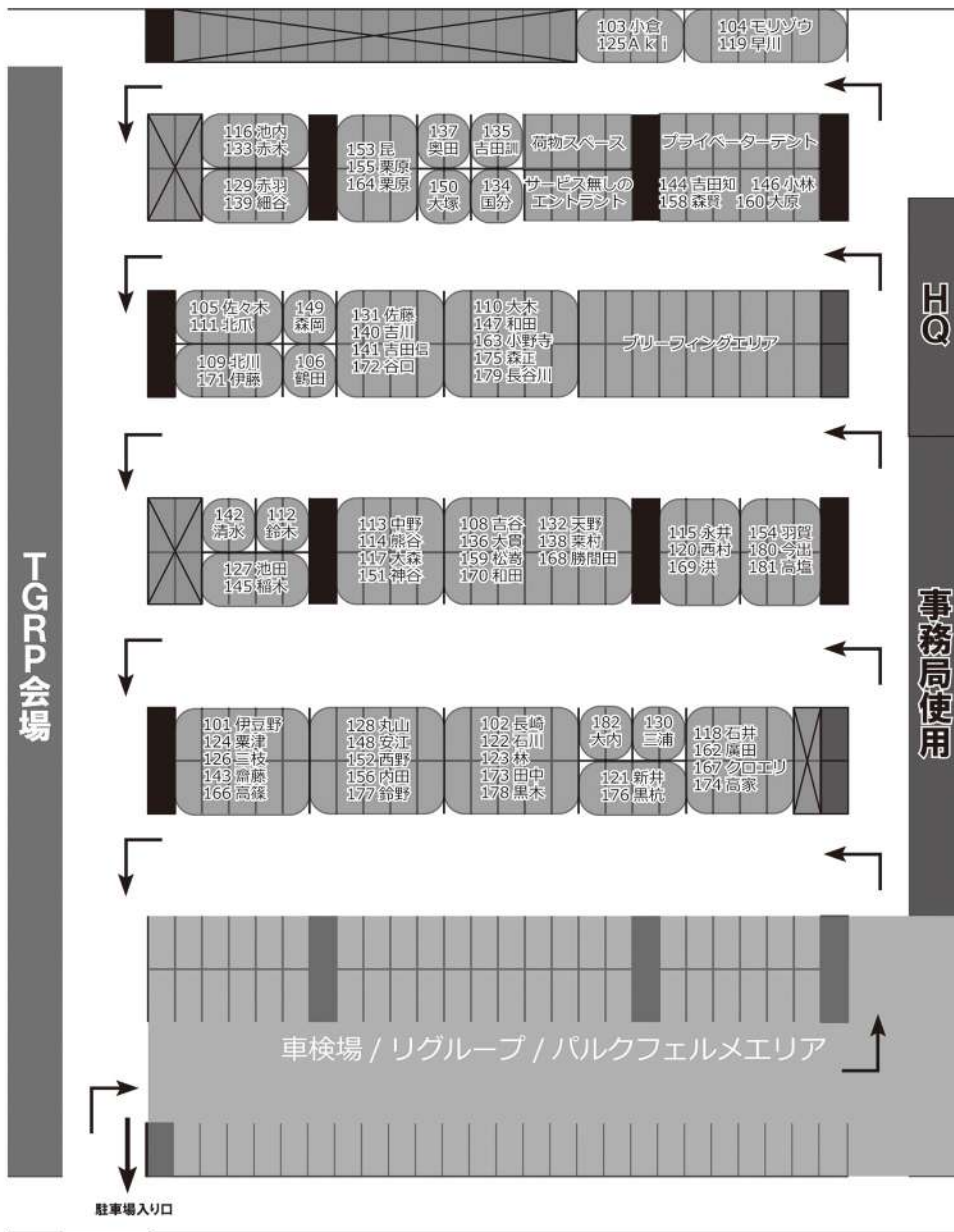 103 小倉
125Ａｋｉ
104 モリゾウ
119 早川
116 池内
133 赤木
129 赤羽
139 細谷
153 昆
155 栗原
164 栗原
137
奥田
150
大塚
135
吉田訓
134
国分
荷物スペース
サービス無しの
エントラント
プライベーターテント
144 吉田知 146 小林
158 森賢 160 大原
105 佐々木
111 北爪
109 北川
171 伊藤
149
森岡
106
鶴田
131 佐藤
140 吉川
141 吉田信
172 谷口
110 大木
147 和田
163 小野寺
175 森正
179 長谷川
ブリーフィングエリア
HQ
142
清水
112
鈴木
127 池田
145 稲木
113 中野
114 熊谷
117 大森
151 神谷
108 吉谷 132 天野
136 大貫 138 栗村
159 松嵜 168 勝間田
170 和田
115 永井
120 西村
169 洪
154 羽賀
180 今出
181 高塩
TGRP会場
事務局使用
101 伊豆野
124 粟津
126 三枝
143 齋藤
166 高篠
128 丸山
148 安江
152 西野
156 内田
177 鈴野
102 長崎
122 石川
123 林
173 田中
178 黒木
182
大内
130
三浦
121 新井
176 黒杭
118 石井
162 廣田
167 クロエリ
174 高家
車検場 / リグループ / パルクフェルメエリア
駐車場入り口